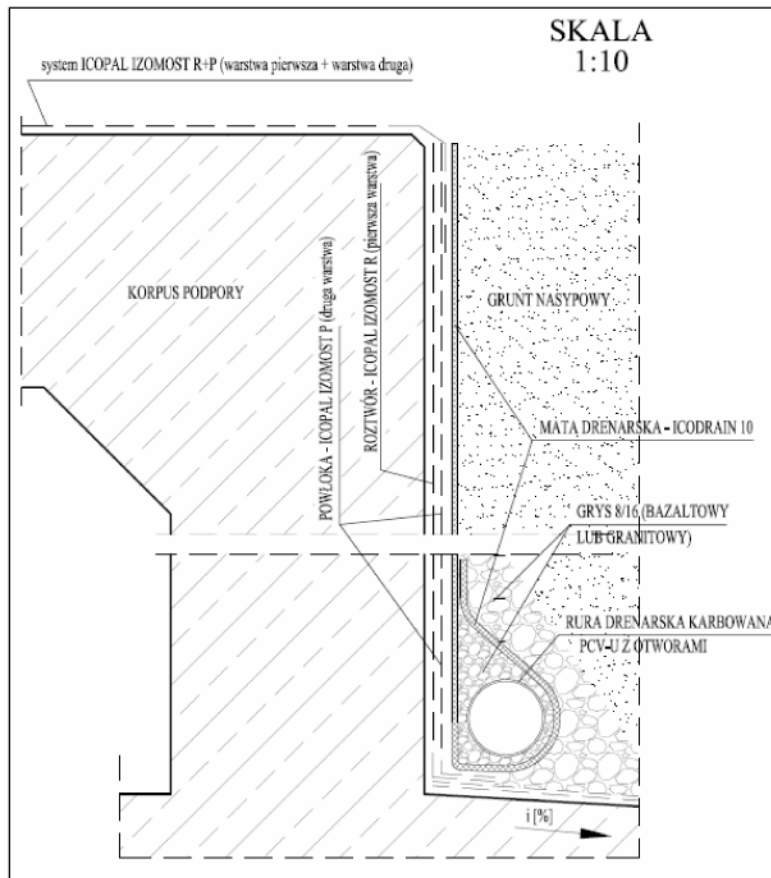 SKALA
1:10
system ICOPAL IZOMOST R+P (warstwa pierwsza + warstwa druga)
KORPUS PODPORY
POWŁOKA - ICOPAL IZOMOST P (druga warstwa)
ROZTWÓR - ICOPAL IZOMOST R (pierwsza warstwa)
GRUNT NASYPOWY
MATA DRENARSKA - ICODRAIN 10
GRYS 8/16 (BAZALTOWY
LUB GRANITOWY)
RURA DRENARSKA KARBOWANA
PCV-U Z OTWORAMI
i [%]